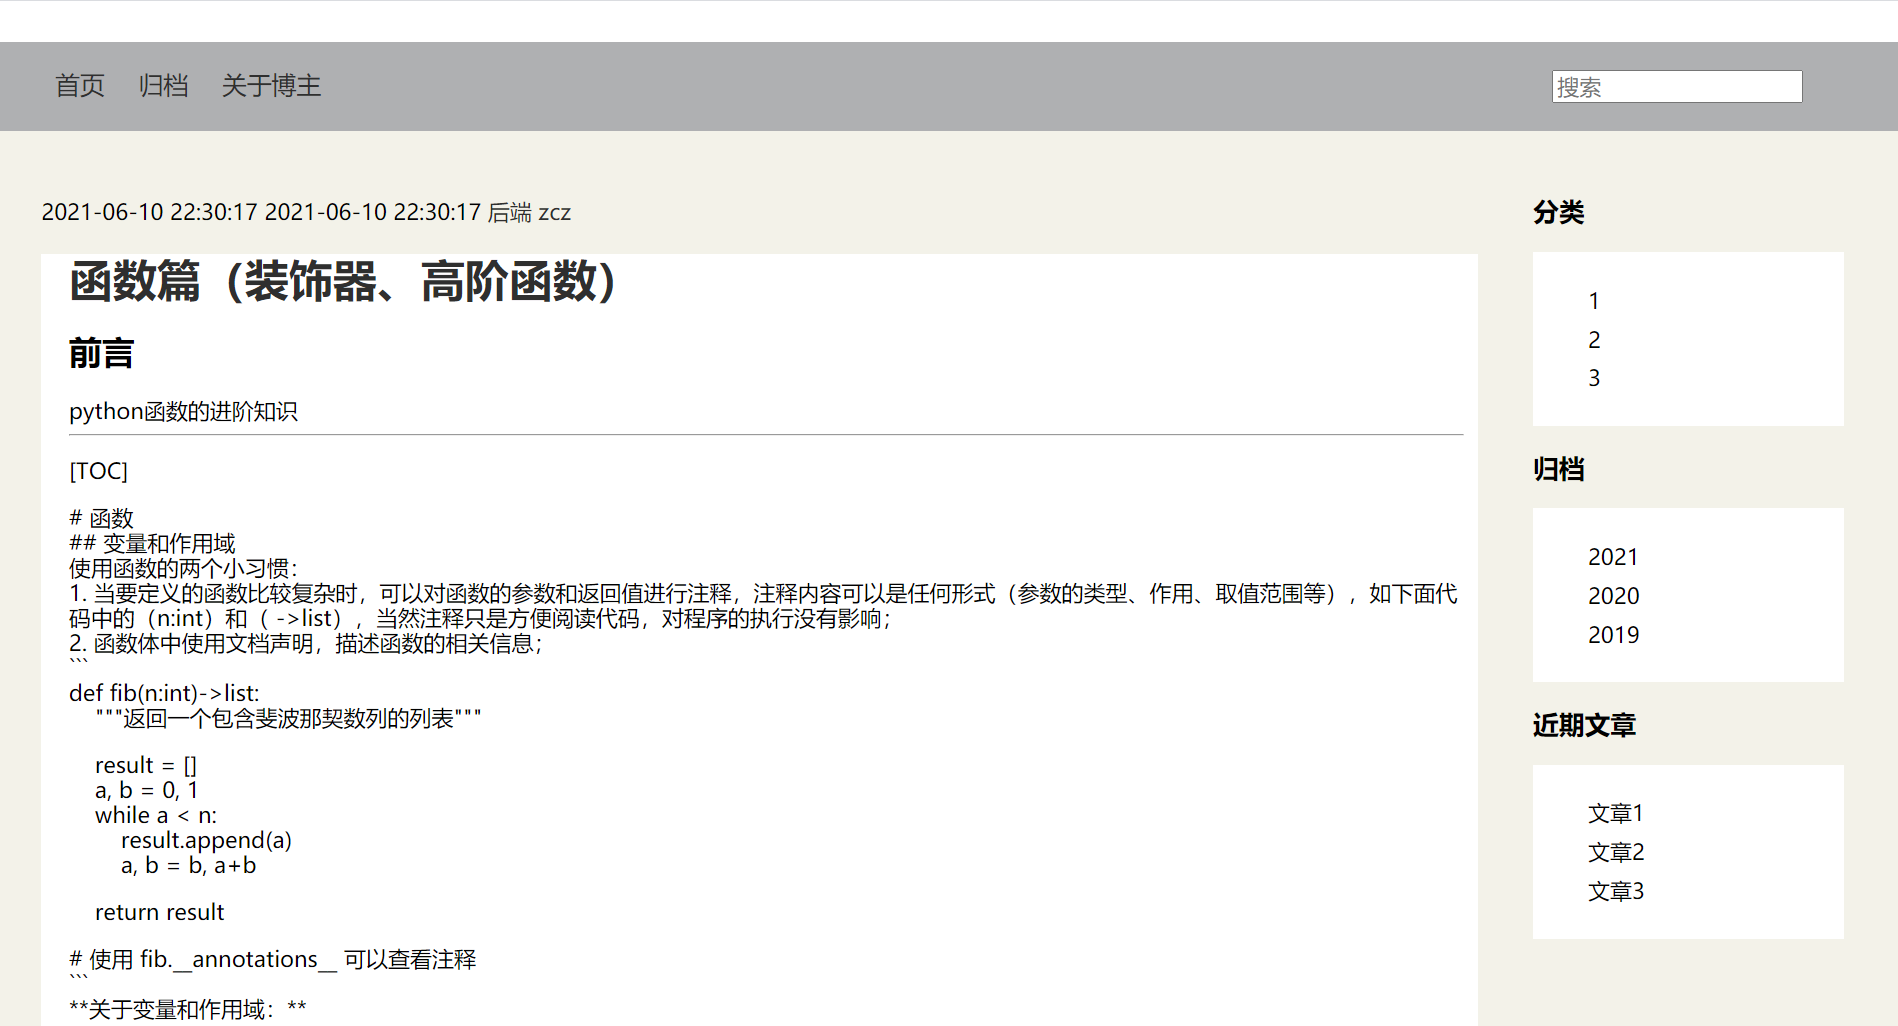 首页 归档 关于博主 搜索
2021-06-10 22:30:17 2021-06-10 22:30:17 后端 zcz
函数篇（装饰器、高阶函数）
前言
python函数的进阶知识
[TOC]
# 函数
## 变量和作用域
使用函数的两个小习惯：
1. 当要定义的函数比较复杂时，可以对函数的参数和返回值进行注释，注释内容可以是任何形式（参数的类型、作用、取值范围等），如下面代
码中的（n:int）和（ ->list），当然注释只是方便阅读代码，对程序的执行没有影响；
2. 函数体中使用文档声明，描述函数的相关信息；
```
def fib(n:int)->list:
    """返回一个包含斐波那契数列的列表"""
    result = []
    a, b = 0, 1
    while a < n:
        result.append(a)
        a, b = b, a+b
    return result
# 使用 fib.__annotations__ 可以查看注释
```
**关于变量和作用域：**
分类
1
2
3
归档
2021
2020
2019
近期文章
文章1
文章2
文章3